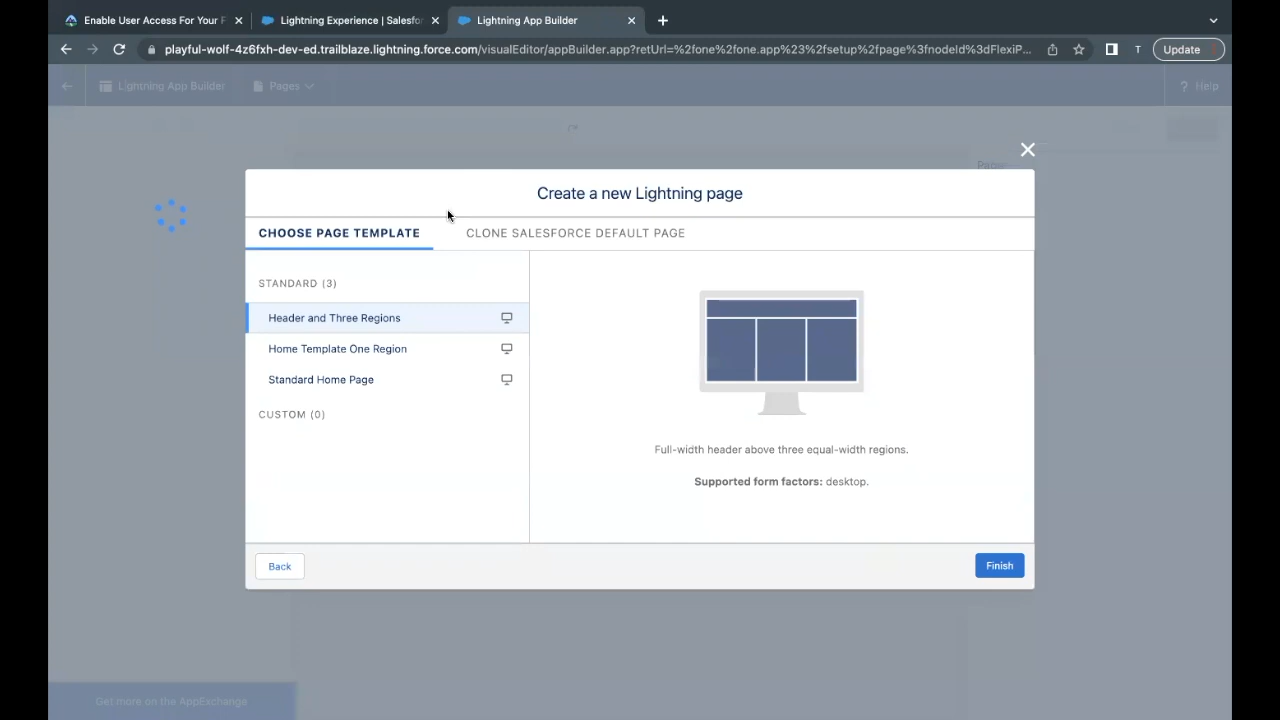 Enable User Access For Your F
Lightning Experience | Salesfor
Lightning App Builder
playful-wolf-4z6fxh-dev-ed.trailblaze.lightning.force.com/visualEditor/appBuilder.app?retUrl=%2fone%2fone.app%23%2fsetup%2fpage%3fnodeId%3dFlexiP...
T
Update
Lightning App Builder
Pages
? Help
Page
Create a new Lightning page
CHOOSE PAGE TEMPLATE
CLONE SALESFORCE DEFAULT PAGE
STANDARD (3)
Header and Three Regions
Home Template One Region
Standard Home Page
CUSTOM (0)
Full-width header above three equal-width regions.
Supported form factors: desktop.
Back
Finish
Get more on the AppExchange